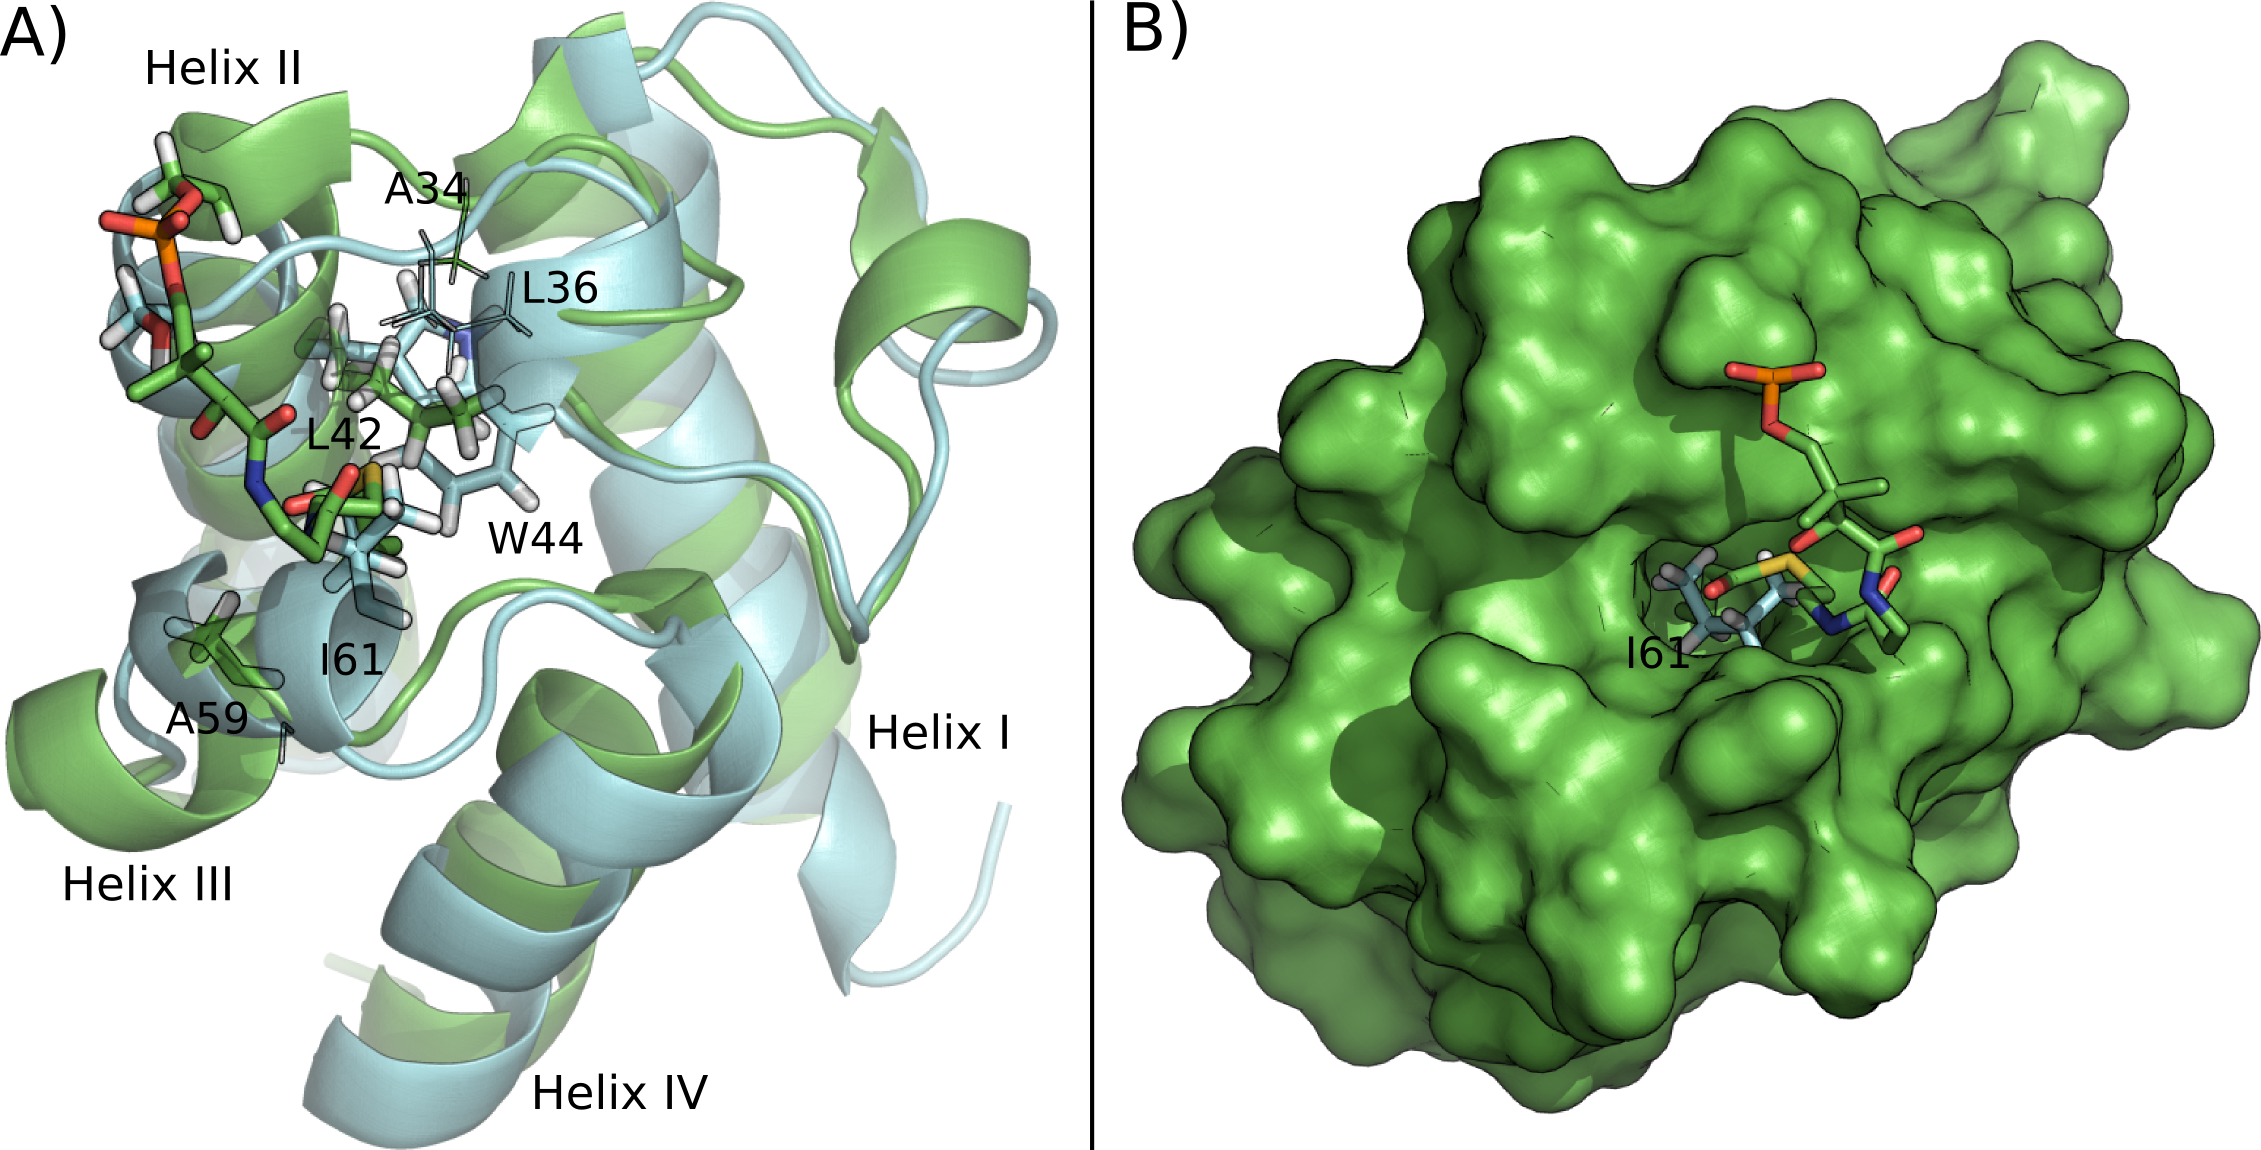 A)
Helix II
A34
L36
L42
W44
I61
A59
Helix I
Helix III
Helix IV
B)
I61